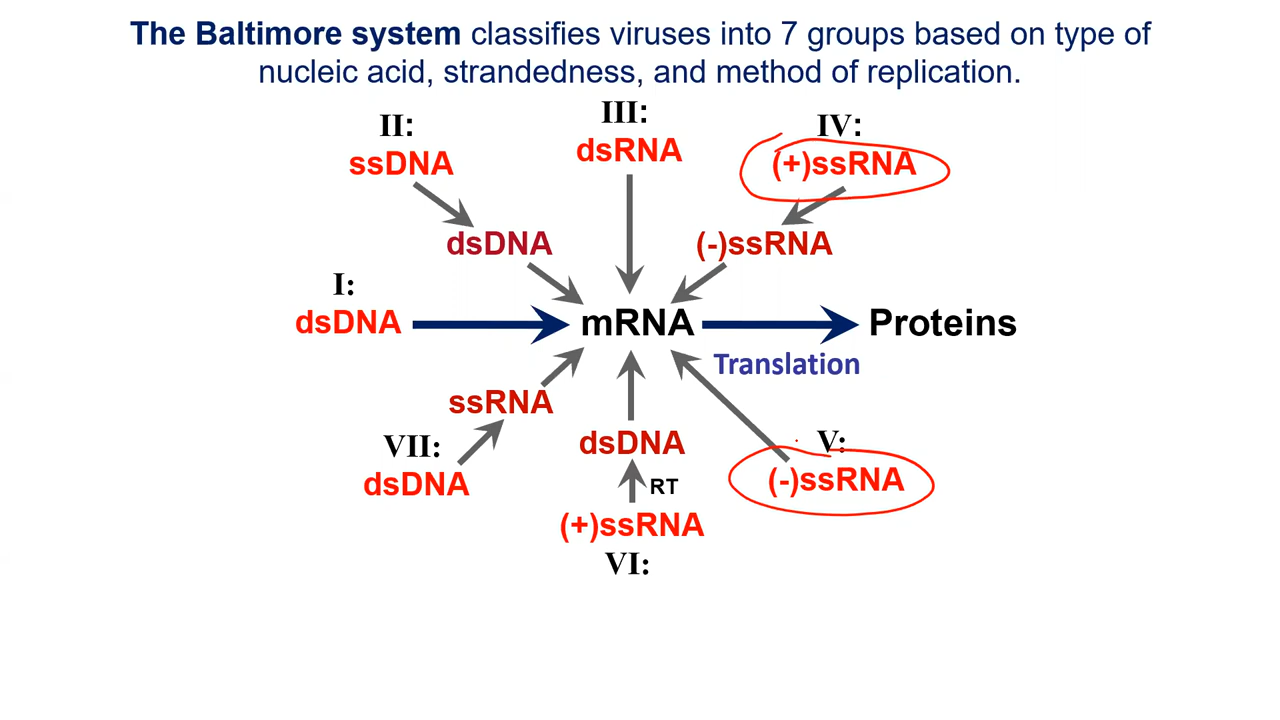 The Baltimore system classifies viruses into 7 groups based on type of
nucleic acid, strandedness, and method of replication.
III:
II:
IV:
dsRNA
ssDNA
(+)ssRNA
dsDNA
(-)ssRNA
I:
dsDNA
mRNA
Proteins
Translation
ssRNA
VII:
dsDNA
V:
dsDNA
(-)ssRNA
RT
(+)ssRNA
VI: